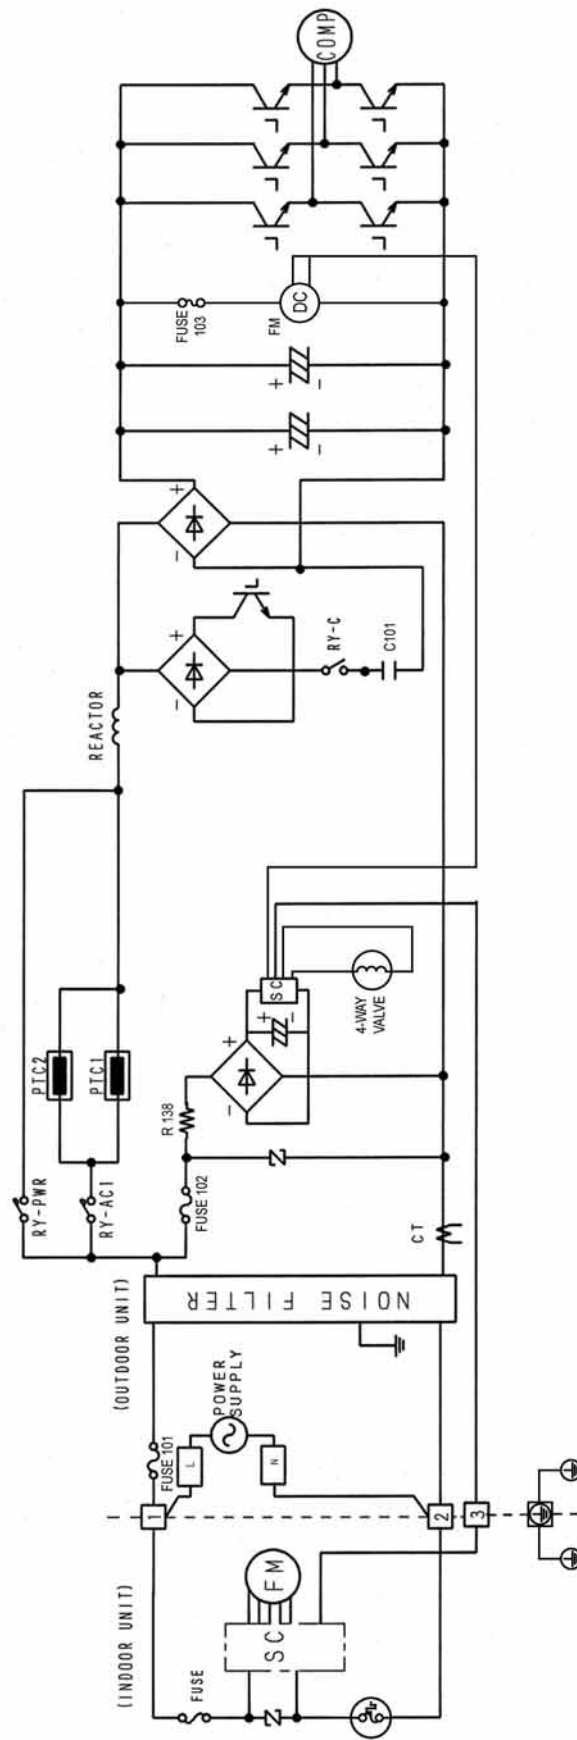 (INDOOR UNIT)
FUSE
SC
FM
1
2
3
L
N
POWER
SUPPLY
FUSE 101
(OUTDOOR UNIT)
NOISE FILTER
CT
RY-PWR
RY-AC1
FUSE 102
R 138
PTC2
PTC1
+
-
+
-
SC
4-WAY
VALVE
REACTOR
+
-
RY-C
C101
+
-
+
-
+
-
FUSE
103
FM
DC
COMP